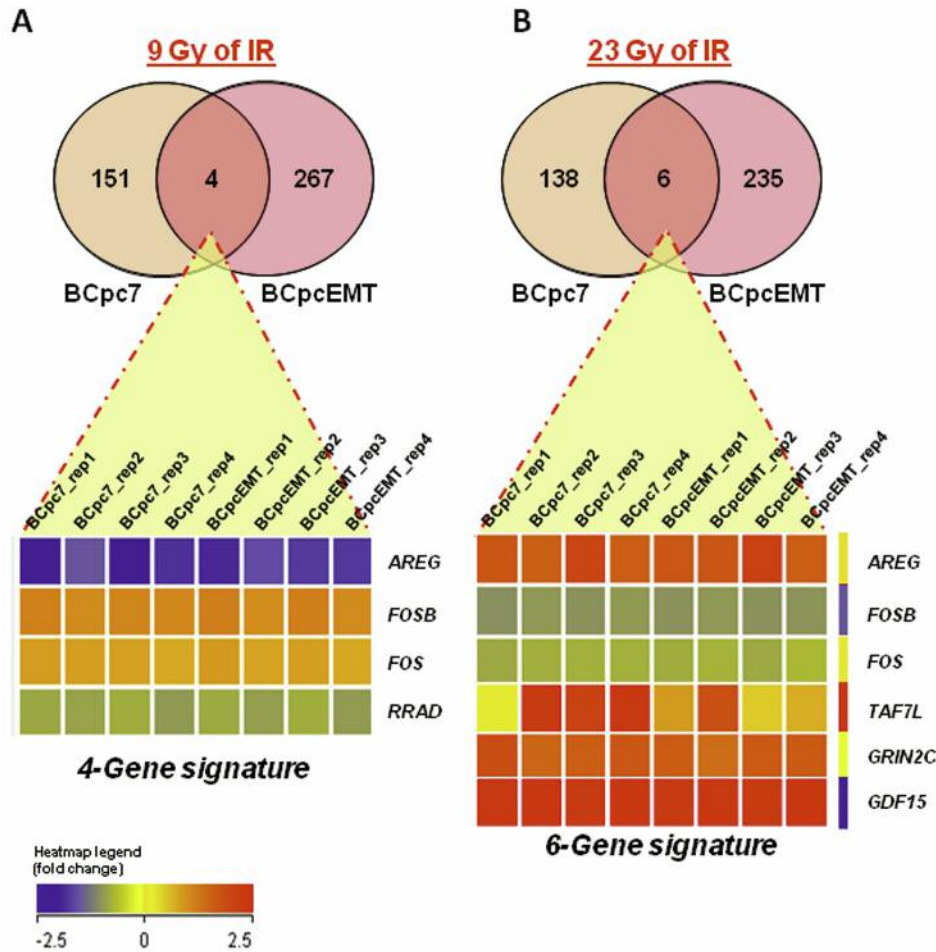 A
9 Gy of IR
151 4 267
BCpc7 BCpcEMT
BCpc7_rep1
BCpc7_rep2
BCpc7_rep3
BCpc7_rep4
BCpcEMT_rep1
BCpcEMT_rep2
BCpcEMT_rep3
BCpcEMT_rep4
AREG
FOSB
FOS
RRAD
4-Gene signature
Heatmap legend
(fold change)
-2.5 0 2.5
B
23 Gy of IR
138 6 235
BCpc7 BCpcEMT
BCpc7_rep1
BCpc7_rep2
BCpc7_rep3
BCpc7_rep4
BCpcEMT_rep1
BCpcEMT_rep2
BCpcEMT_rep3
BCpcEMT_rep4
AREG
FOSB
FOS
TAF7L
GRIN2C
GDF15
6-Gene signature